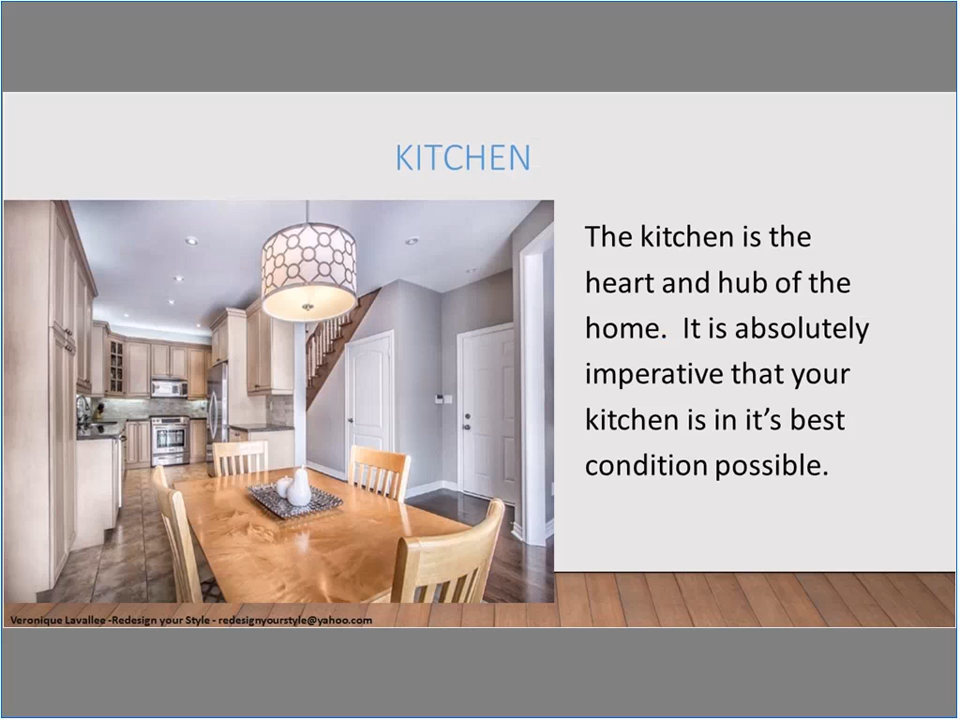 KITCHEN
The kitchen is the
heart and hub of the
home.  It is absolutely
imperative that your
kitchen is in it’s best
condition possible.
Veronique Lavallee -Redesign your Style - redesignyourstyle@yahoo.com